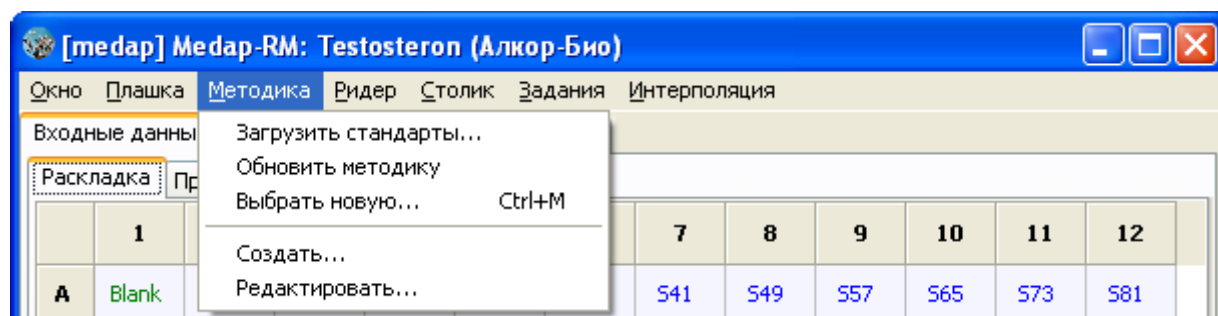 [medap] Medap-RM: Testosteron (Алкор-Био)
Окно Плашка Методика Ридер Столик Задания Интерполяция
Входные данны
Загрузить стандарты...
Раскладка Пр
Обновить методику
Выбрать новую... Ctrl+M
1 7 8 9 10 11 12
Создать...
A Blank S41 S49 S57 S65 S73 S81
Редактировать...